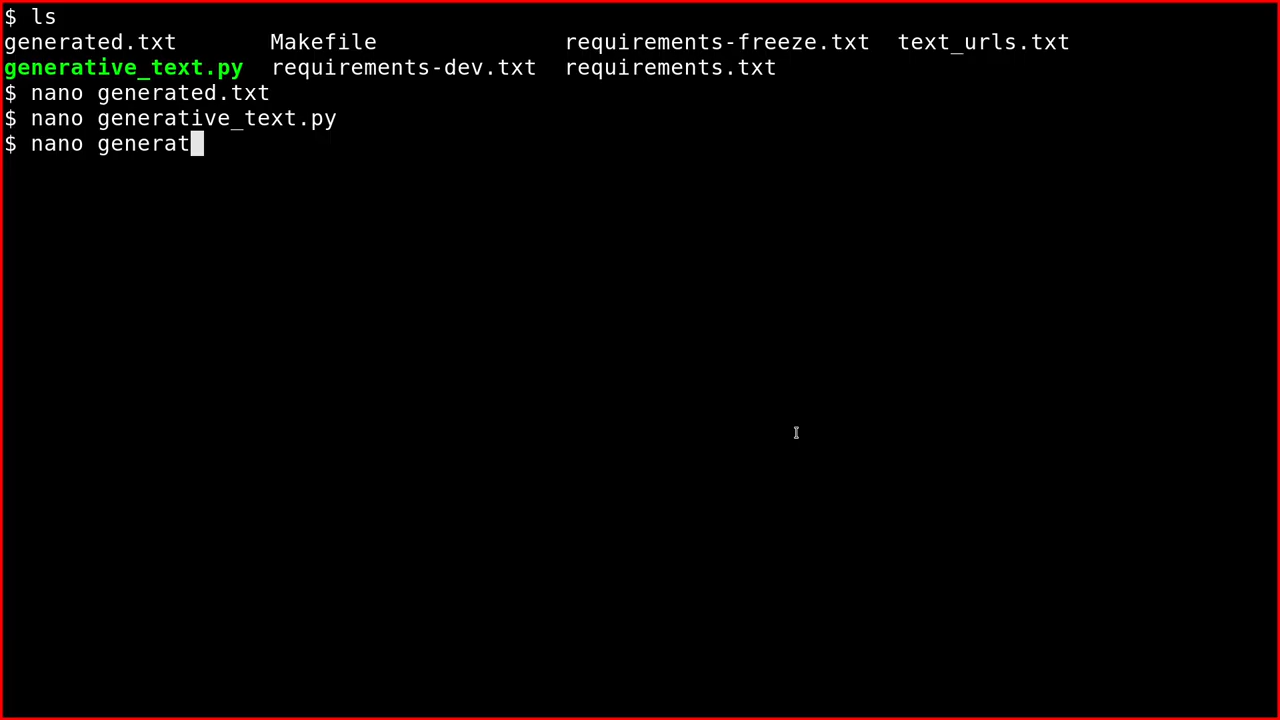 $ ls
generated.txt       Makefile              requirements-freeze.txt  text_urls.txt
generative_text.py  requirements-dev.txt  requirements.txt
$ nano generated.txt
$ nano generative_text.py
$ nano generat